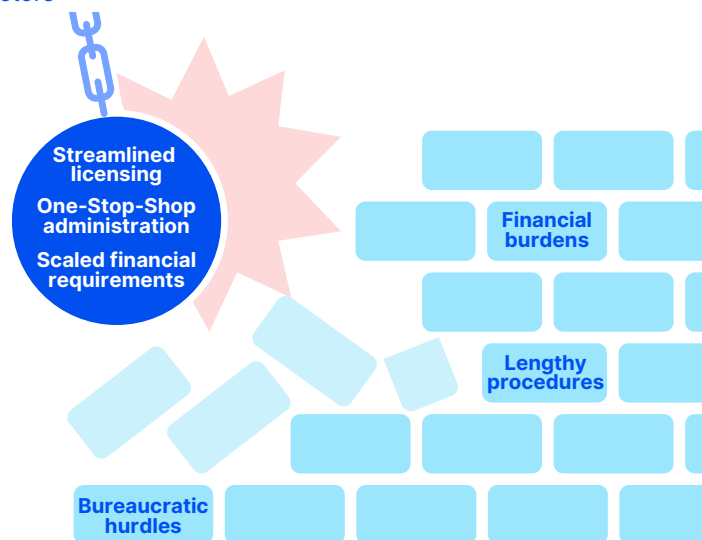 Streamlined
licensing
One-Stop-Shop
administration
Scaled financial
requirements
Financial
burdens
Lengthy
procedures
Bureaucratic
hurdles